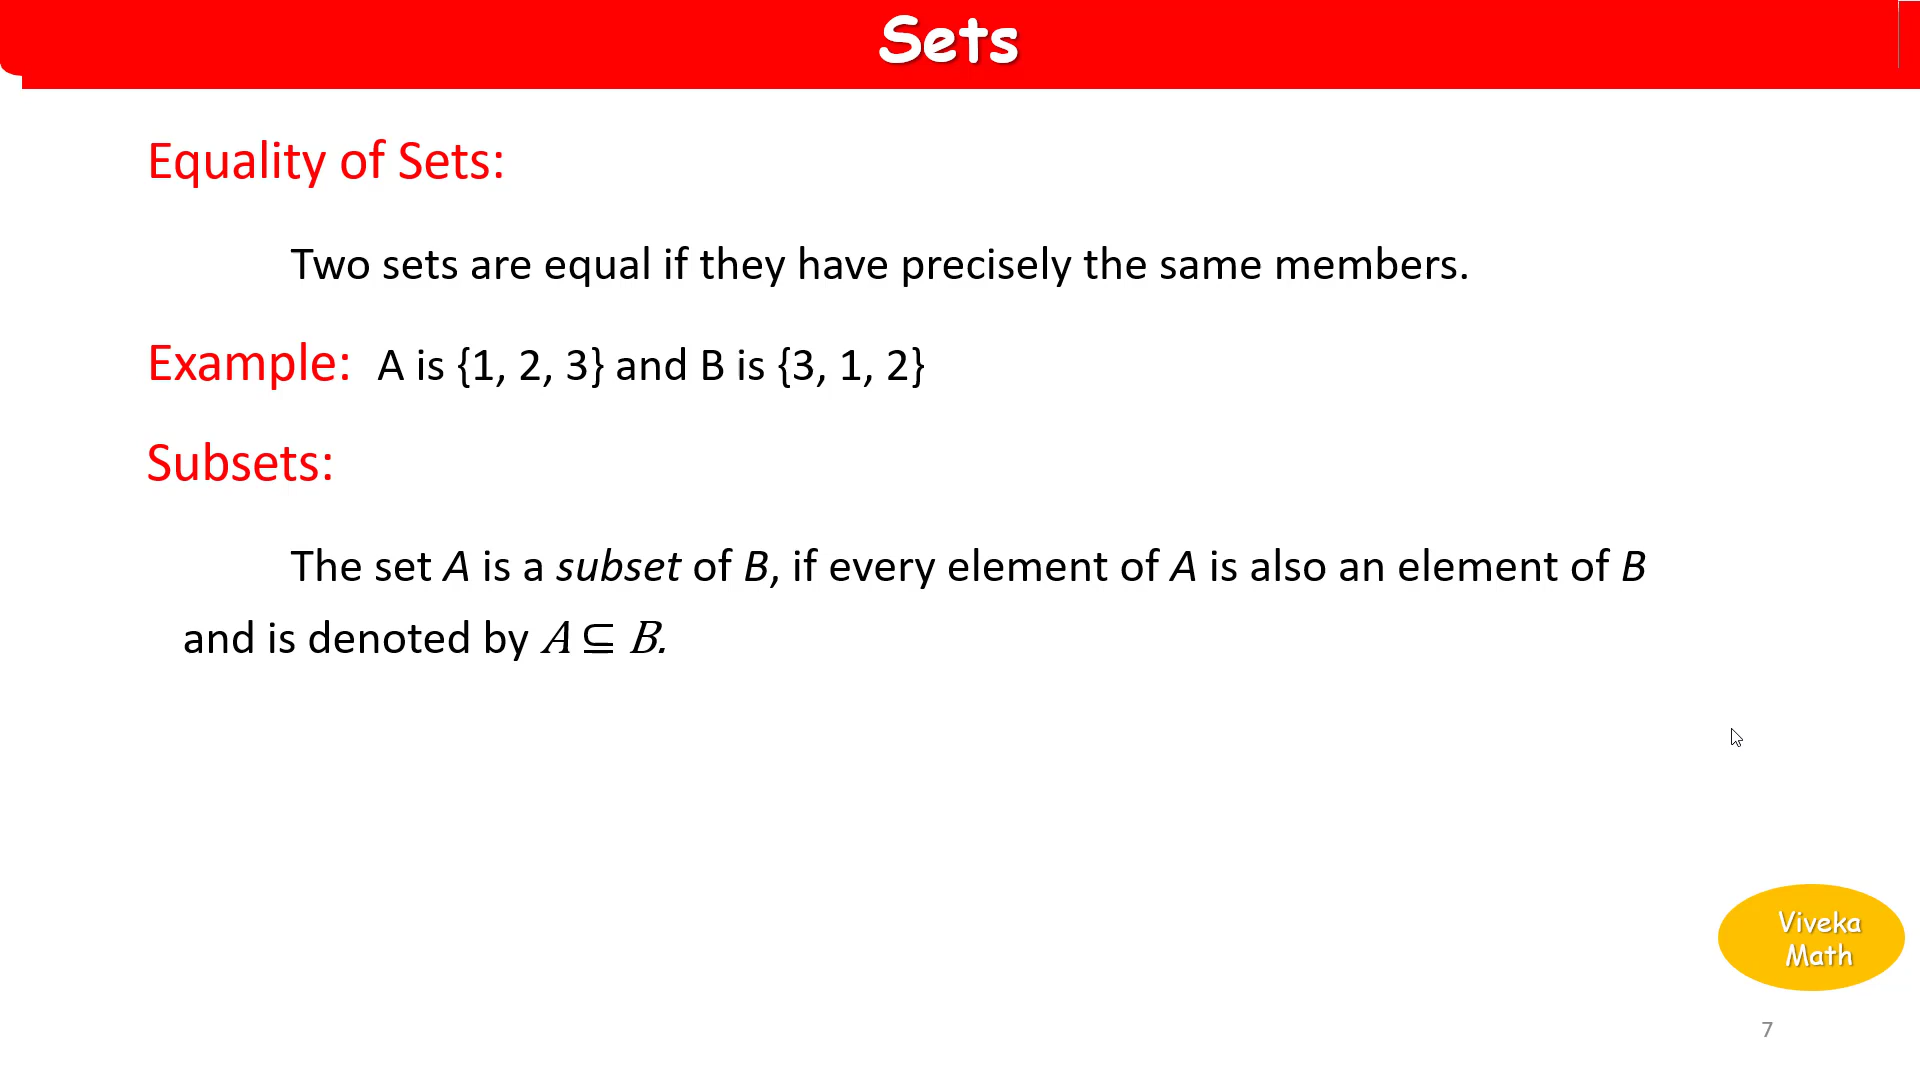 Sets
Equality of Sets:
Two sets are equal if they have precisely the same members.
Example: A is {1, 2, 3} and B is {3, 1, 2}
Subsets:
The set A is a subset of B, if every element of A is also an element of B
and is denoted by A ⊆ B.
Viveka
Math
7